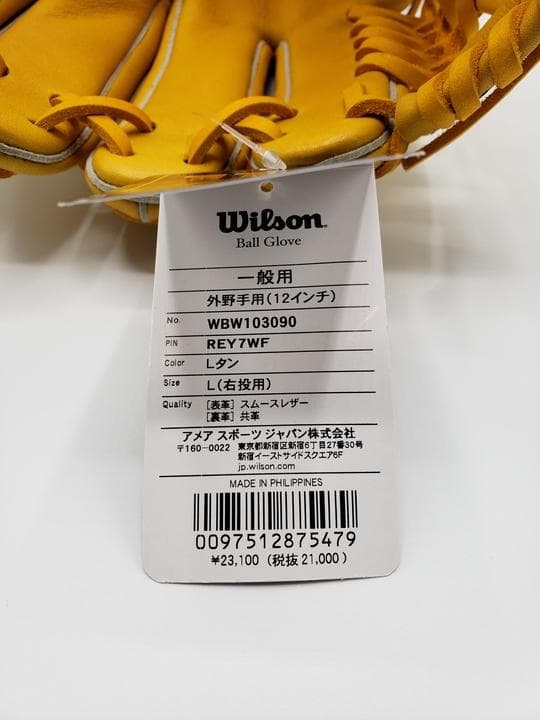 Wilson
Ball Glove
一般用
外野手用(12インチ)
No. WBW103090
PIN REY7WF
Color Lタン
Size L(右投用)
Quality [表革] スムースレザー
[裏革] 共革
アメア スポーツ ジャパン株式会社
〒160-0022 東京都新宿区新宿6丁目27番30号
新宿イーストサイドスクエア6F
jp.wilson.com
MADE IN PHILIPPINES
0097512875479
¥23,100 (税抜 21,000)